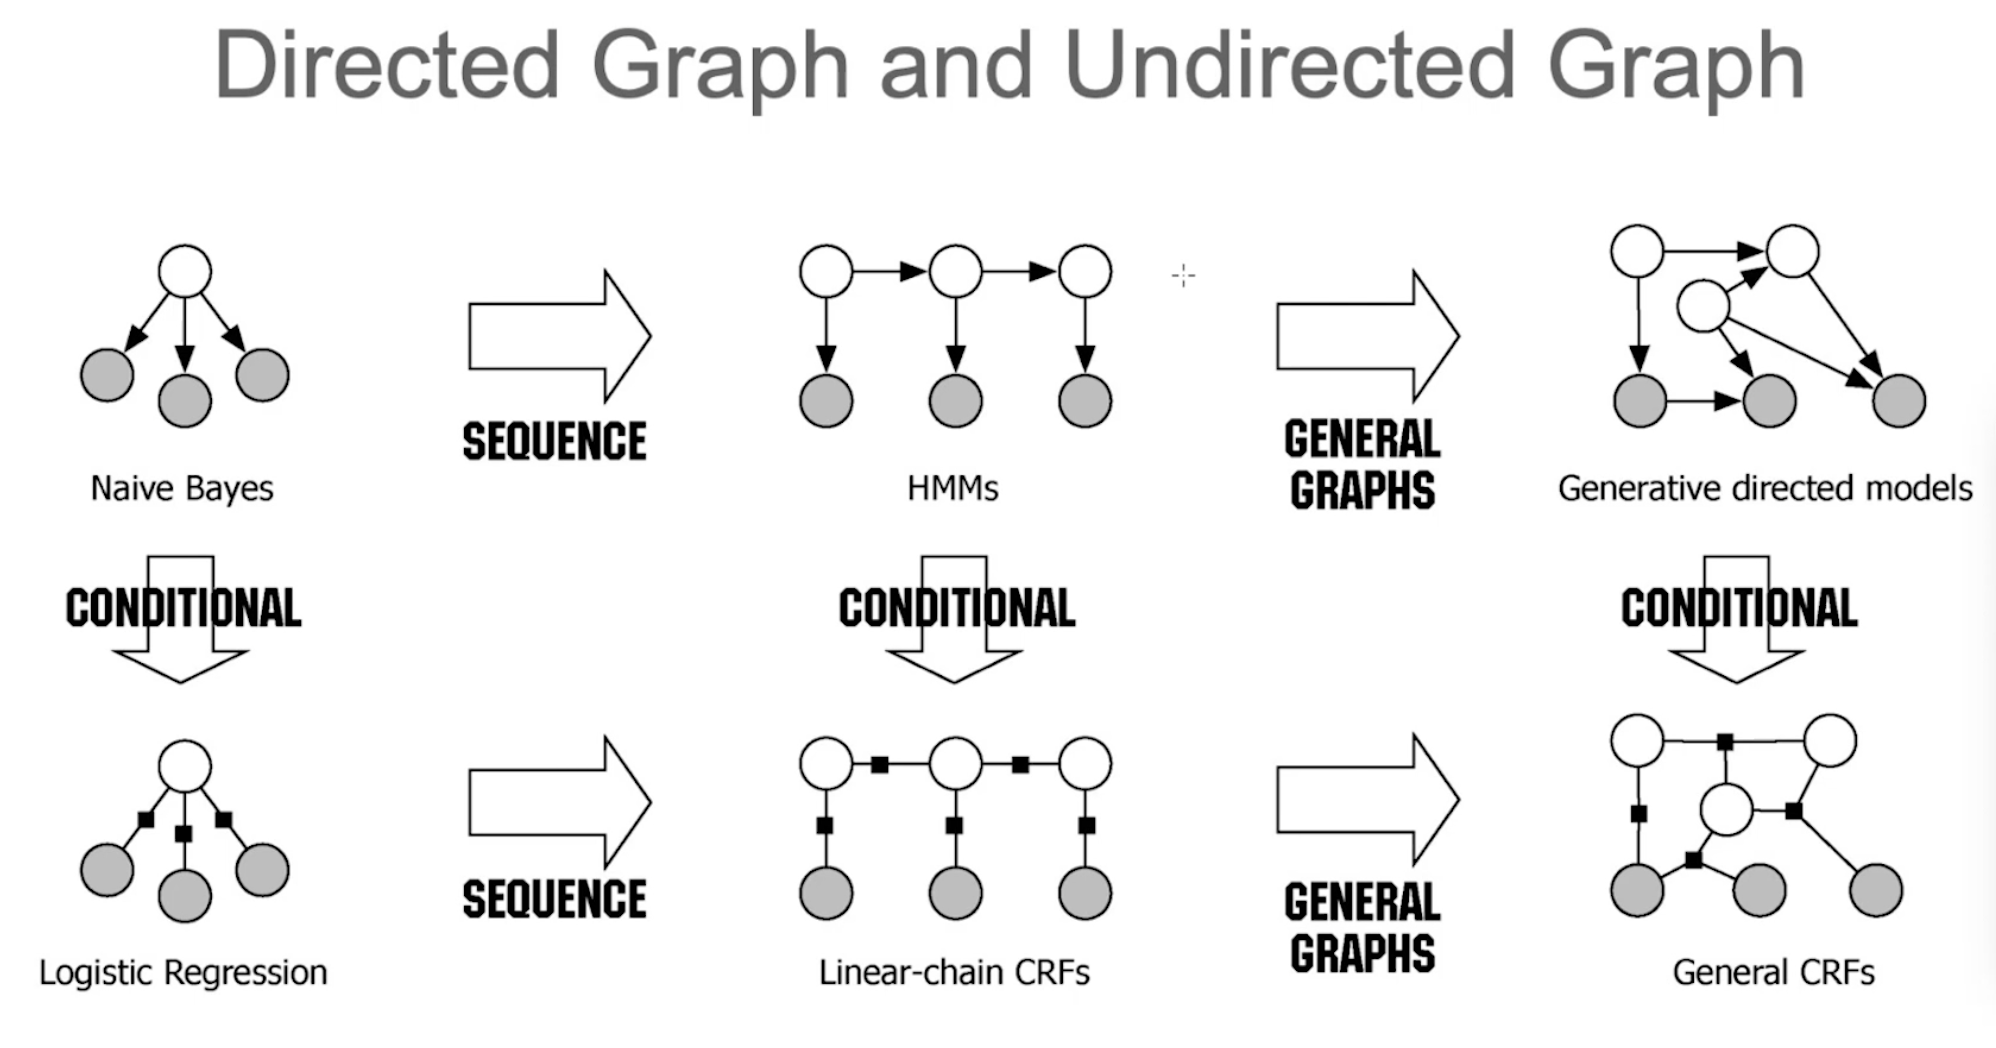 Directed Graph and Undirected Graph
SEQUENCE
GENERAL
GRAPHS
Naive Bayes
HMMs
Generative directed models
CONDITIONAL
CONDITIONAL
CONDITIONAL
SEQUENCE
GENERAL
GRAPHS
Logistic Regression
Linear-chain CRFs
General CRFs